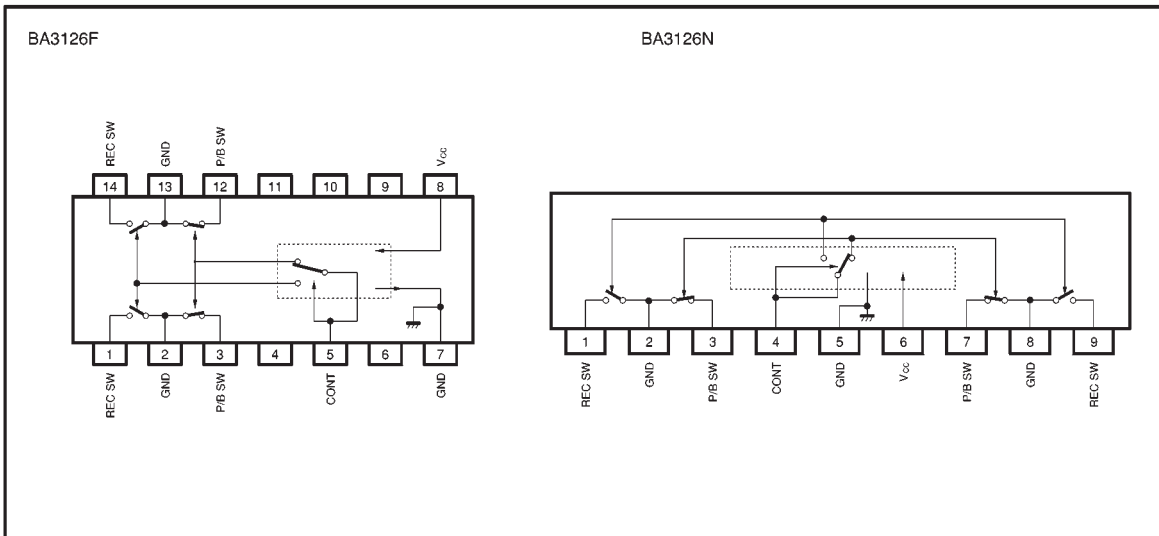 BA3126F
BA3126N
REC SW
GND
P/B SW
VCC
14 13 12 11 10 9 8
1 2 3 4 5 6 7
REC SW
GND
P/B SW
CONT
GND
1 2 3 4 5 6 7 8 9
REC SW
GND
P/B SW
CONT
GND
VCC
P/B SW
GND
REC SW